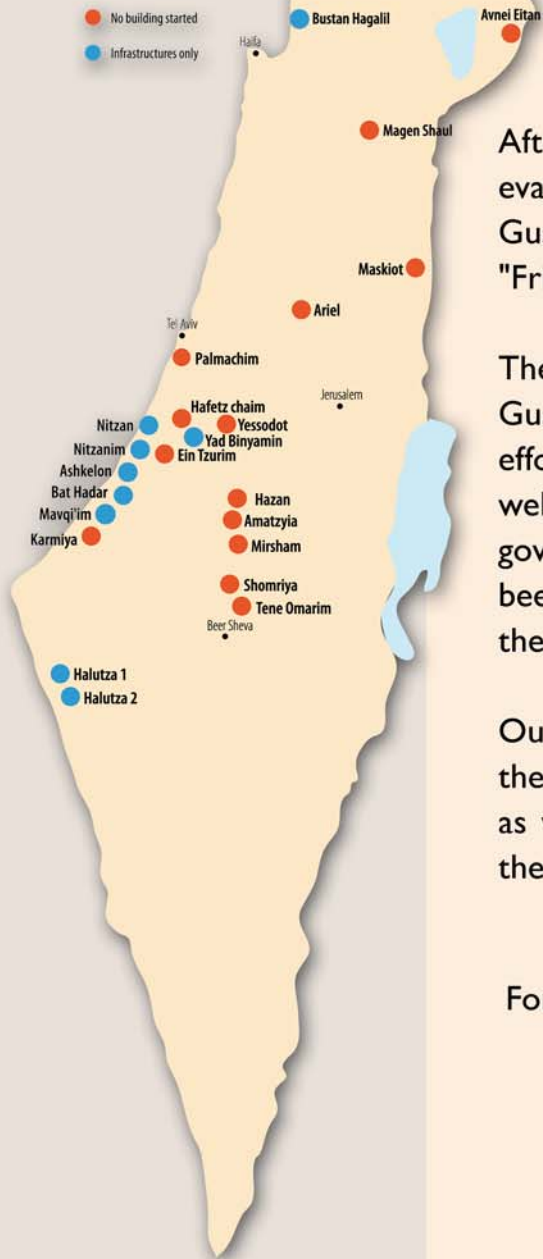 No building started
Infrastructures only
Bustan Hagalil
Avnei Eitan
Haifa
Magen Shaul
Maskiot
Ariel
Tel Aviv
Palmachim
Jerusalem
Hafetz chaim
Yessodot
Nitzan
Yad Binyamin
Nitzanim
Ein Tzurim
Ashkelon
Bat Hadar
Mavqi'im
Karmiya
Hazan
Amatzyia
Mirsham
Shomriya
Tene Omarim
Beer Sheva
Halutza 1
Halutza 2
Aft
eva
Gu
"Fr
The
Gu
effo
wel
gov
bee
the
Ou
the
as
the
Fo